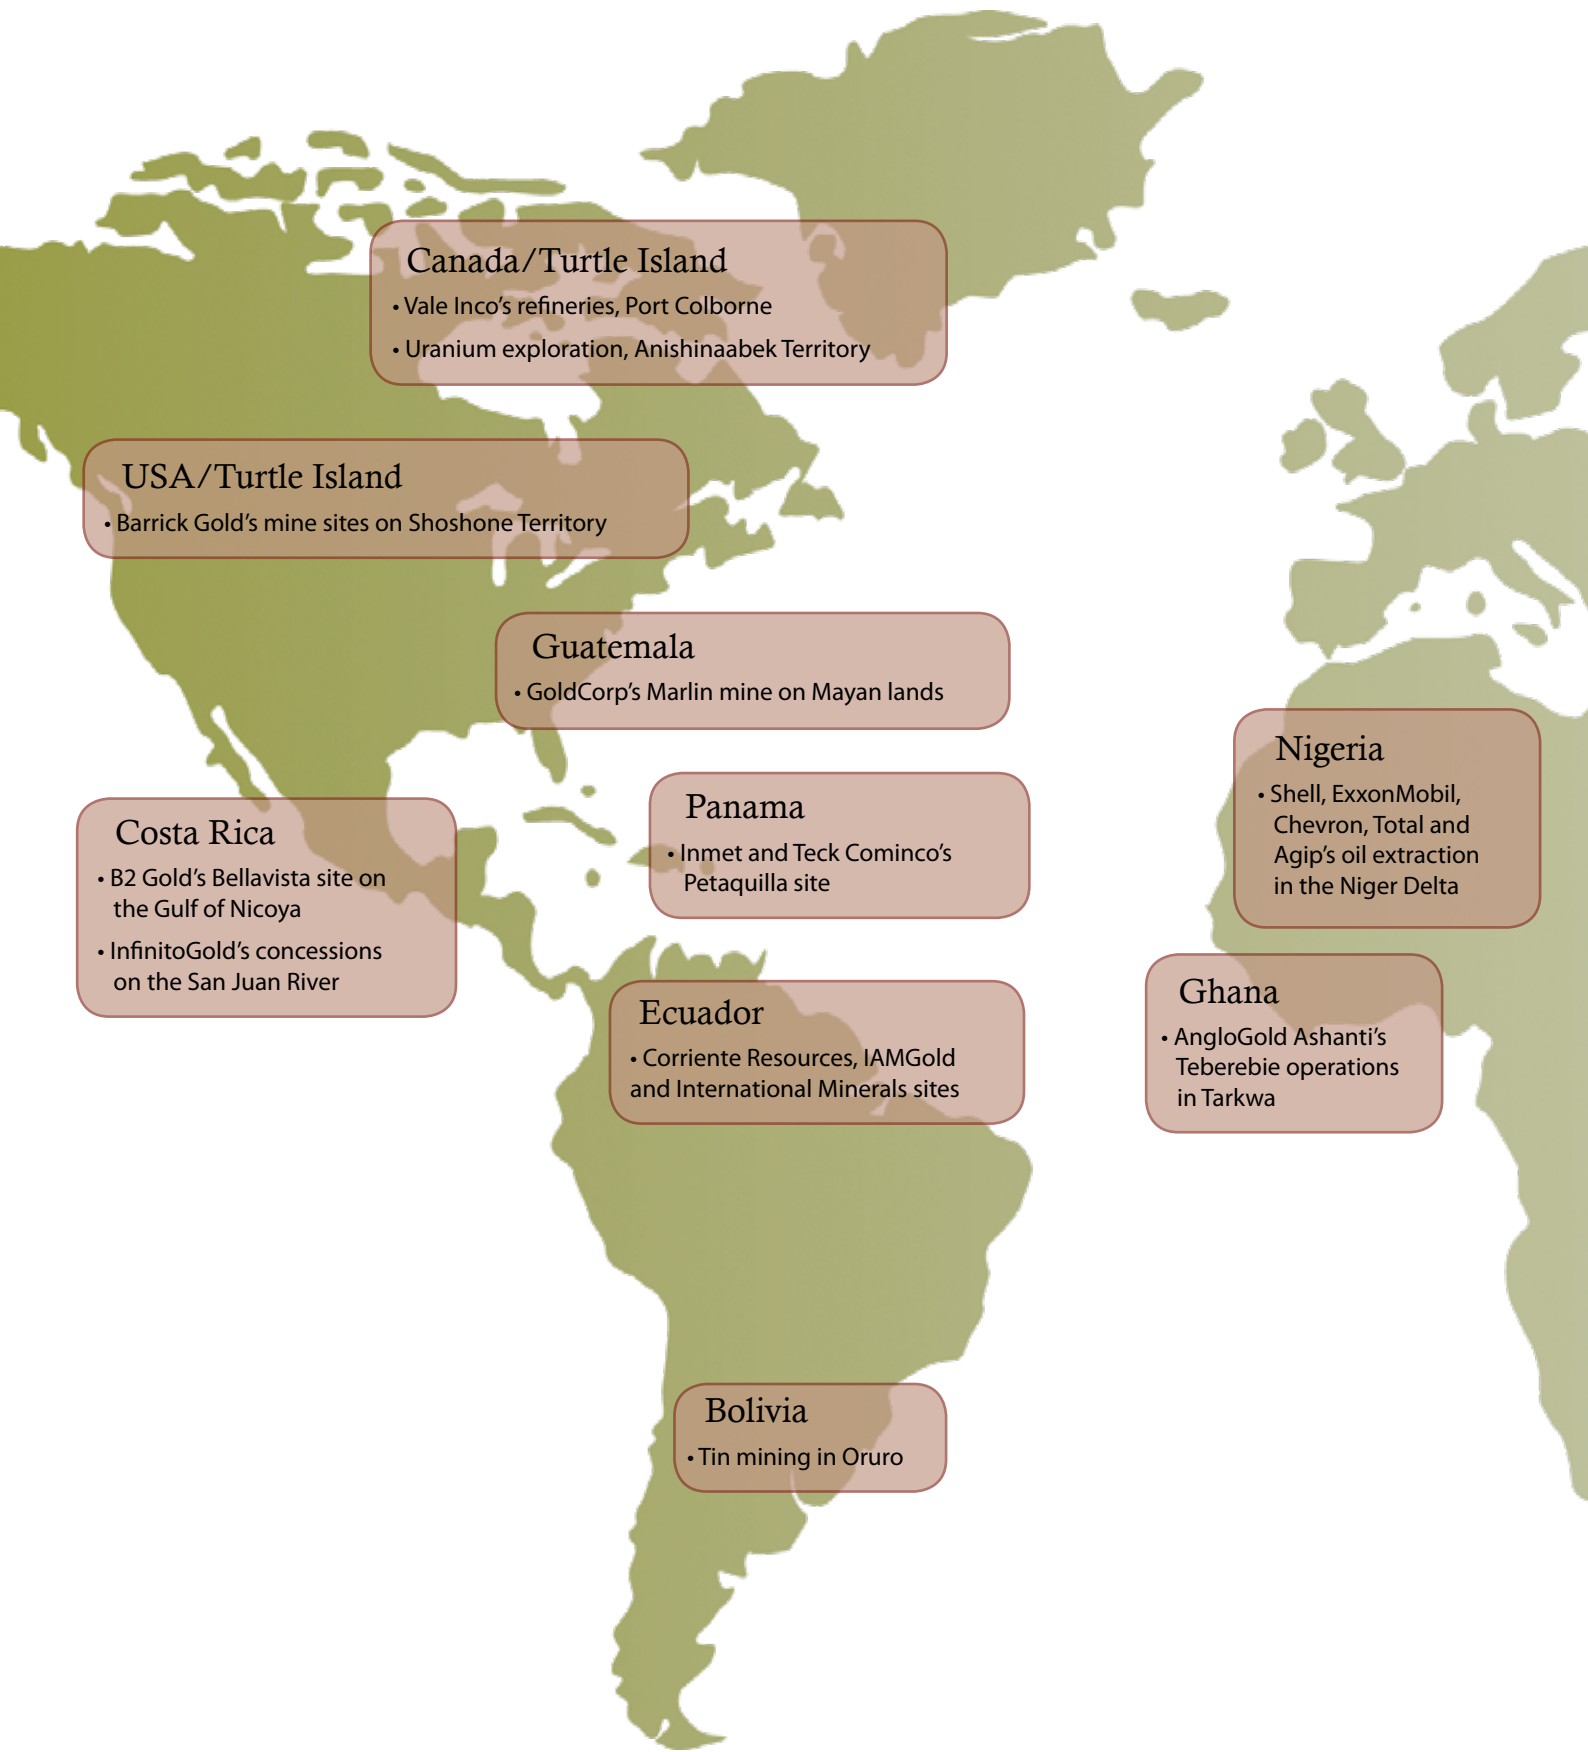 Canada/Turtle Island
• Vale Inco's refineries, Port Colborne
• Uranium exploration, Anishinaabek Territory
USA/Turtle Island
• Barrick Gold's mine sites on Shoshone Territory
Guatemala
• GoldCorp's Marlin mine on Mayan lands
Nigeria
• Shell, ExxonMobil,
Chevron, Total and
Agip's oil extraction
in the Niger Delta
Panama
• Inmet and Teck Cominco's
Petaquilla site
Costa Rica
• B2 Gold's Bellavista site on
the Gulf of Nicoya
• InfinitoGold's concessions
on the San Juan River
Ecuador
• Corriente Resources, IAMGold
and International Minerals sites
Ghana
• AngloGold Ashanti's
Teberebie operations
in Tarkwa
Bolivia
• Tin mining in Oruro